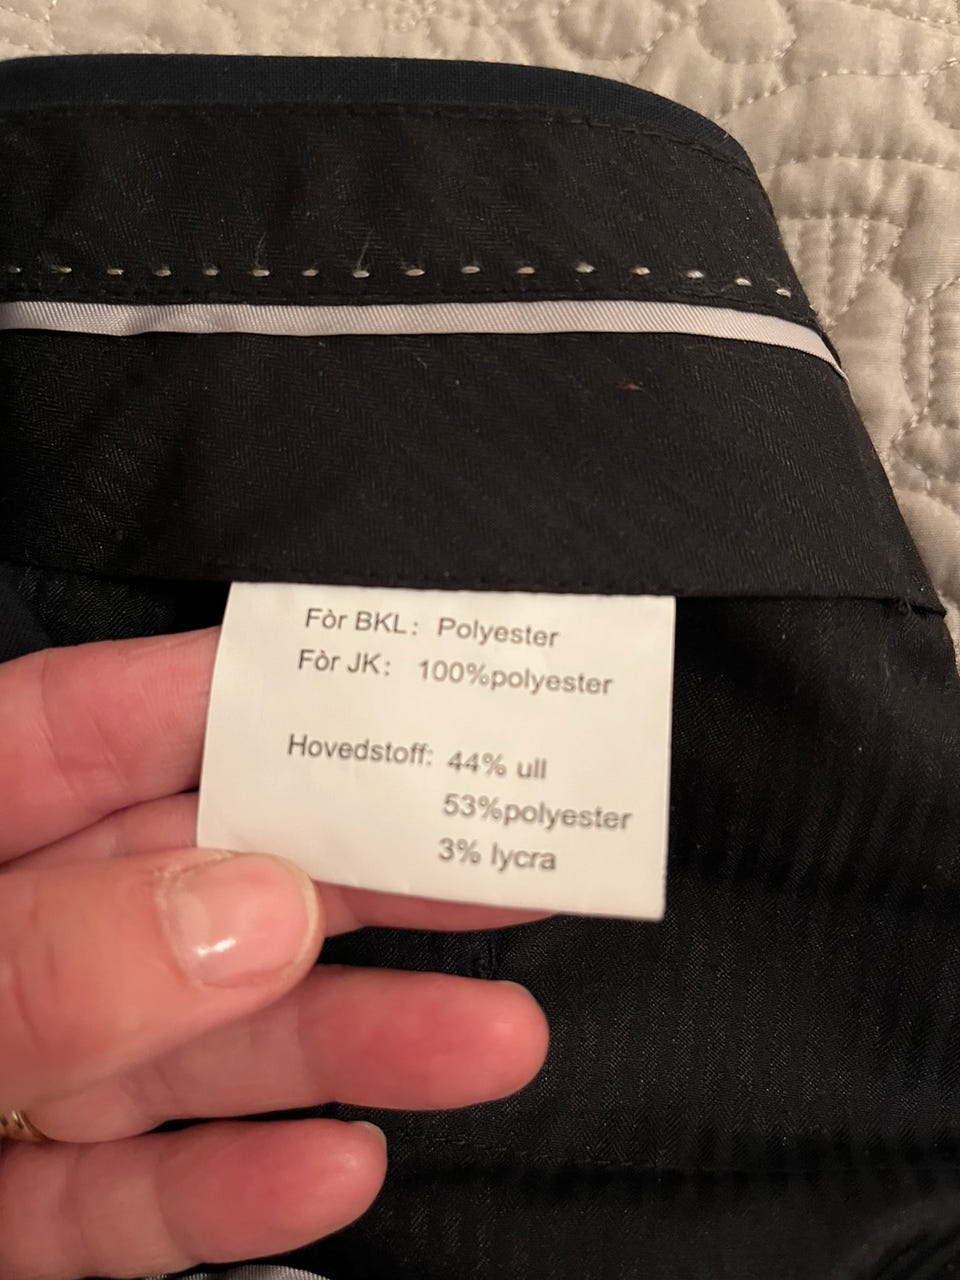 Fòr BKL: Polyester
Fòr JK: 100%polyester
Hovedstoff: 44% ull
53%polyester
3% lycra